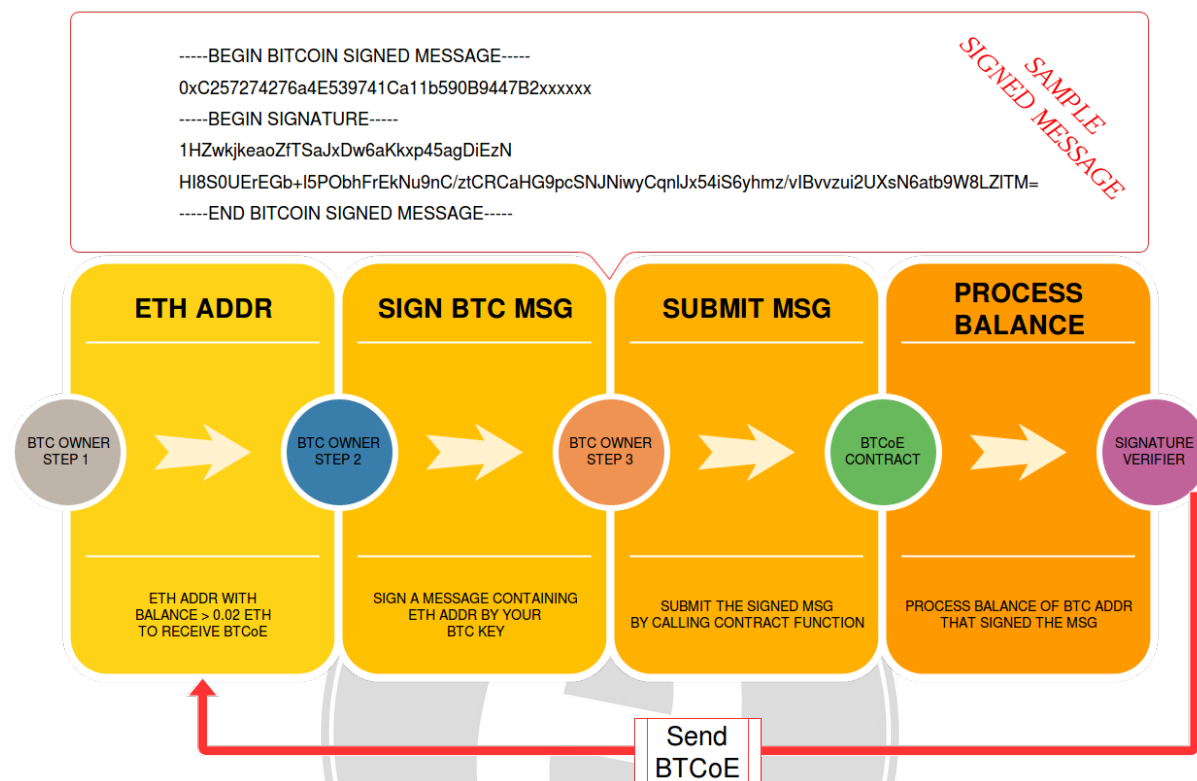 -----BEGIN BITCOIN SIGNED MESSAGE-----
0xC257274276a4E539741Ca11b590B9447B2xxxxxx
-----BEGIN SIGNATURE-----
1HZwkjkeaoZfTSaJxDw6aKkxp45agDiEzN
HI8S0UErEGb+I5PObhFrEkNu9nC/ztCRCaHG9pcSNJNiwyCqnlJx54iS6yhmz/vIBvvzui2UXsN6atb9W8LZlTM=
-----END BITCOIN SIGNED MESSAGE-----
SAMPLE
SIGNED MESSAGE
ETH ADDR
BTC OWNER
STEP 1
ETH ADDR WITH
BALANCE > 0.02 ETH
TO RECEIVE BTCoE
SIGN BTC MSG
BTC OWNER
STEP 2
SIGN A MESSAGE CONTAINING
ETH ADDR BY YOUR
BTC KEY
SUBMIT MSG
BTC OWNER
STEP 3
SUBMIT THE SIGNED MSG
BY CALLING CONTRACT FUNCTION
PROCESS
BALANCE
BTCoE
CONTRACT
SIGNATURE
VERIFIER
PROCESS BALANCE OF BTC ADDR
THAT SIGNED THE MSG
Send
BTCoE